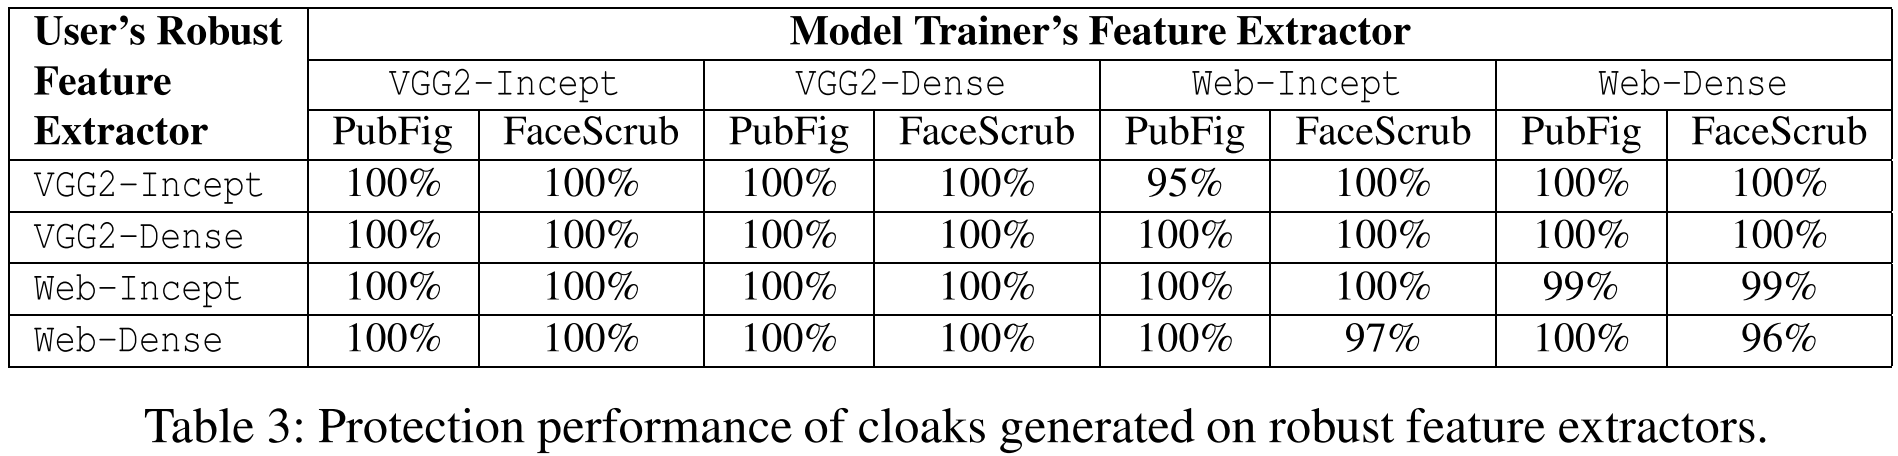 User's Robust Feature Extractor Model Trainer's Feature Extractor
VGG2-Incept VGG2-Dense Web-Incept Web-Dense
PubFig FaceScrub PubFig FaceScrub PubFig FaceScrub PubFig FaceScrub
VGG2-Incept 100% 100% 100% 100% 95% 100% 100% 100%
VGG2-Dense 100% 100% 100% 100% 100% 100% 100% 100%
Web-Incept 100% 100% 100% 100% 100% 100% 99% 99%
Web-Dense 100% 100% 100% 100% 100% 97% 100% 96%
Table 3: Protection performance of cloaks generated on robust feature extractors.